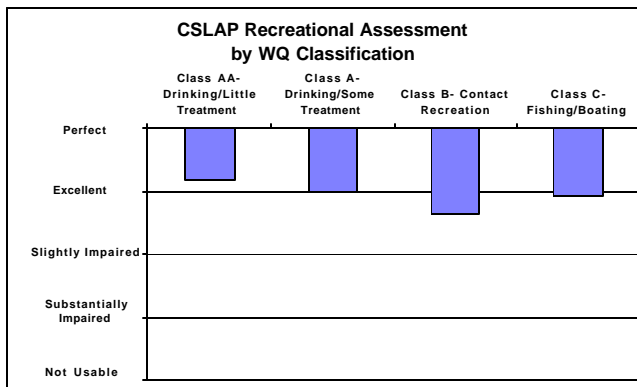 CSLAP Recreational Assessment
by WQ Classification
Class AA-
Drinking/Little
Treatment
Class A-
Drinking/Some
Treatment
Class B- Contact
Recreation
Class C-
Fishing/Boating
Perfect
Excellent
Slightly Impaired
Substantially
Impaired
Not Usable